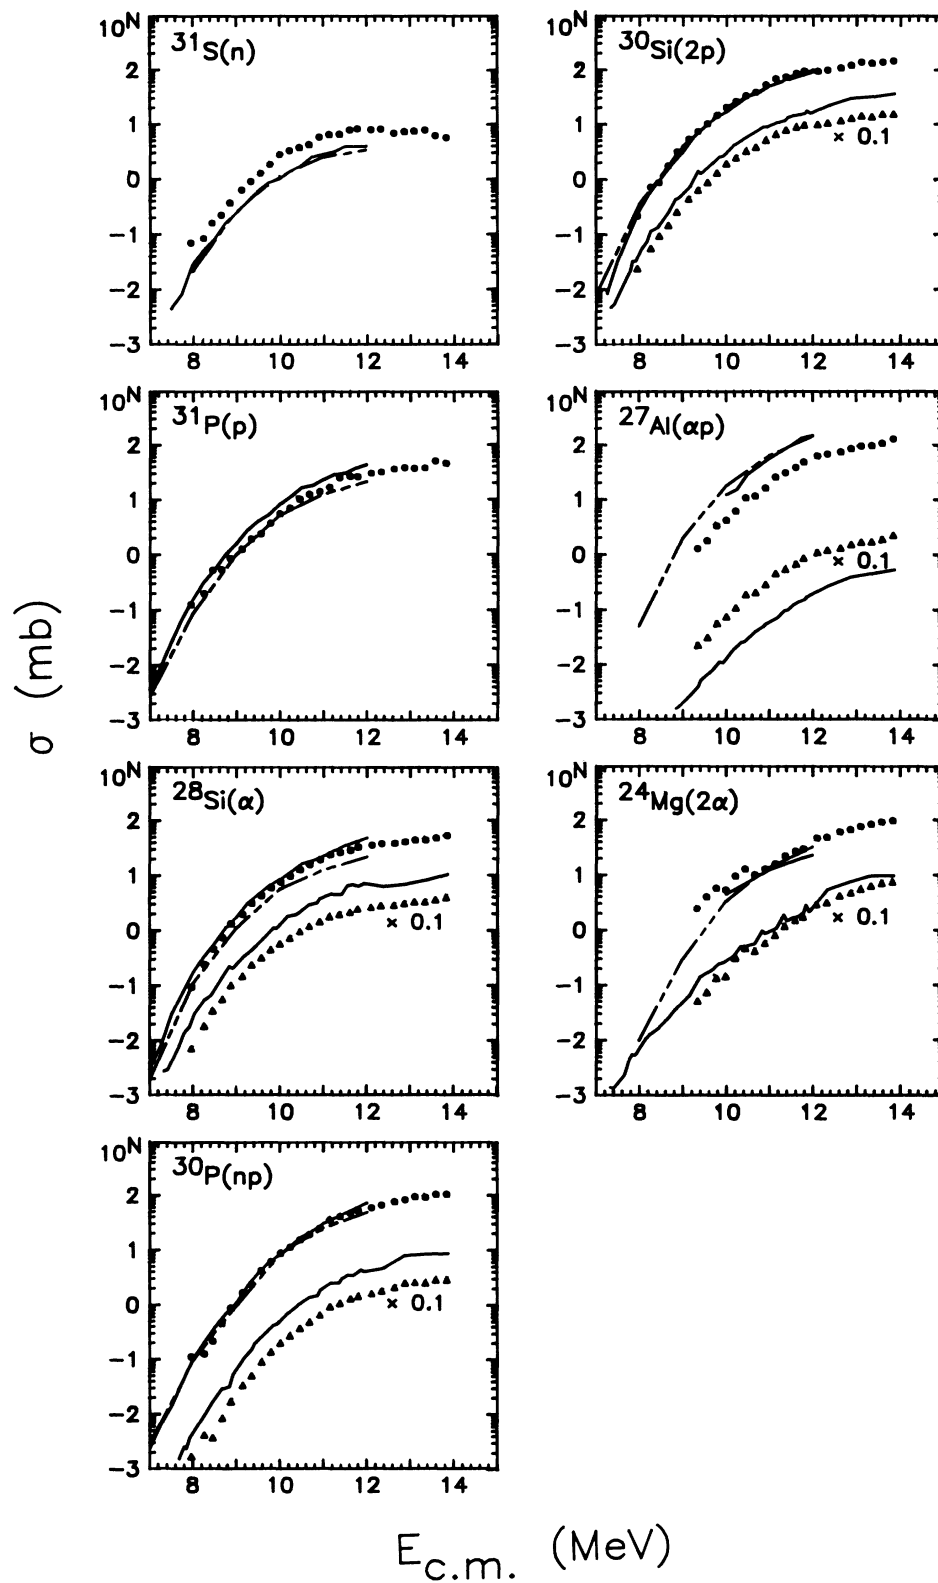 σ (mb)
10^N
³¹S(n)
2
1
0
−1
−2
−3
8 10 12 14
10^N
³⁰Si(2p)
2
1
× 0.1
0
−1
−2
−3
8 10 12 14
10^N
³¹P(p)
2
1
0
−1
−2
−3
8 10 12 14
10^N
²⁷Al(αp)
2
1
0
× 0.1
−1
−2
−3
8 10 12 14
10^N
²⁸Si(α)
2
1
× 0.1
0
−1
−2
−3
8 10 12 14
10^N
²⁴Mg(2α)
2
1
× 0.1
0
−1
−2
−3
8 10 12 14
10^N
³⁰P(np)
2
1
0
× 0.1
−1
−2
−3
8 10 12 14
E_c.m. (MeV)